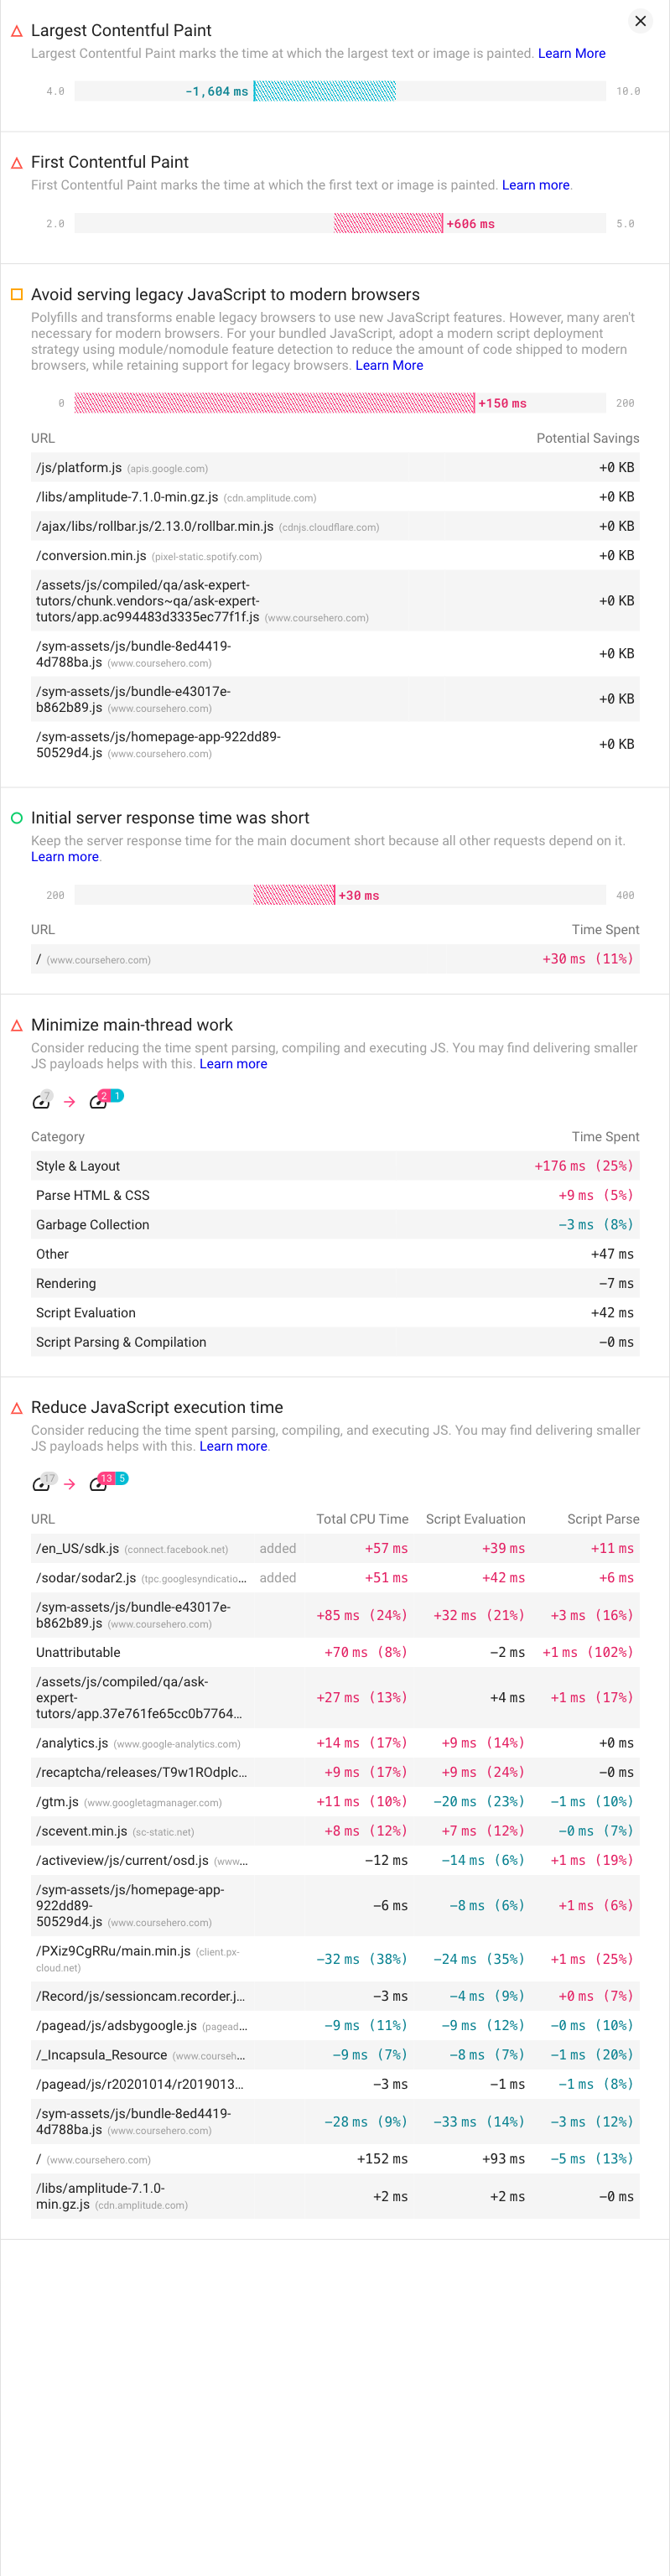 Largest Contentful Paint
Largest Contentful Paint marks the time at which the largest text or image is painted. Learn More
4.0 -1,604 ms 10.0
First Contentful Paint
First Contentful Paint marks the time at which the first text or image is painted. Learn more.
2.0 +606 ms 5.0
Avoid serving legacy JavaScript to modern browsers
Polyfills and transforms enable legacy browsers to use new JavaScript features. However, many aren't
necessary for modern browsers. For your bundled JavaScript, adopt a modern script deployment
strategy using module/nomodule feature detection to reduce the amount of code shipped to modern
browsers, while retaining support for legacy browsers. Learn More
0 +150 ms 200
URL Potential Savings
/js/platform.js (apis.google.com) +0 KB
/libs/amplitude-7.1.0-min.gz.js (cdn.amplitude.com) +0 KB
/ajax/libs/rollbar.js/2.13.0/rollbar.min.js (cdnjs.cloudflare.com) +0 KB
/conversion.min.js (pixel-static.spotify.com) +0 KB
/assets/js/compiled/qa/ask-expert-
tutors/chunk.vendors~qa/ask-expert- +0 KB
tutors/app.ac994483d3335ec77f1f.js (www.coursehero.com)
/sym-assets/js/bundle-8ed4419- +0 KB
4d788ba.js (www.coursehero.com)
/sym-assets/js/bundle-e43017e- +0 KB
b862b89.js (www.coursehero.com)
/sym-assets/js/homepage-app-922dd89- +0 KB
50529d4.js (www.coursehero.com)
Initial server response time was short
Keep the server response time for the main document short because all other requests depend on it.
Learn more.
200 +30 ms 400
URL Time Spent
/ (www.coursehero.com) +30 ms (11%)
Minimize main-thread work
Consider reducing the time spent parsing, compiling and executing JS. You may find delivering smaller
JS payloads helps with this. Learn more
7 → 2 1
Category Time Spent
Style & Layout +176 ms (25%)
Parse HTML & CSS +9 ms (5%)
Garbage Collection −3 ms (8%)
Other +47 ms
Rendering −7 ms
Script Evaluation +42 ms
Script Parsing & Compilation −0 ms
Reduce JavaScript execution time
Consider reducing the time spent parsing, compiling, and executing JS. You may find delivering smaller
JS payloads helps with this. Learn more.
17 → 13 5
URL Total CPU Time Script Evaluation Script Parse
/en_US/sdk.js (connect.facebook.net) added +57 ms +39 ms +11 ms
/sodar/sodar2.js (tpc.googlesyndicatio... added +51 ms +42 ms +6 ms
/sym-assets/js/bundle-e43017e- +85 ms (24%) +32 ms (21%) +3 ms (16%)
b862b89.js (www.coursehero.com)
Unattributable +70 ms (8%) −2 ms +1 ms (102%)
/assets/js/compiled/qa/ask-
expert- +27 ms (13%) +4 ms +1 ms (17%)
tutors/app.37e761fe65cc0b7764...
/analytics.js (www.google-analytics.com) +14 ms (17%) +9 ms (14%) +0 ms
/recaptcha/releases/T9w1ROdplc... +9 ms (17%) +9 ms (24%) −0 ms
/gtm.js (www.googletagmanager.com) +11 ms (10%) −20 ms (23%) −1 ms (10%)
/scevent.min.js (sc-static.net) +8 ms (12%) +7 ms (12%) −0 ms (7%)
/activeview/js/current/osd.js (www... −12 ms −14 ms (6%) +1 ms (19%)
/sym-assets/js/homepage-app-
922dd89- −6 ms −8 ms (6%) +1 ms (6%)
50529d4.js (www.coursehero.com)
/PXiz9CgRRu/main.min.js (client.px- −32 ms (38%) −24 ms (35%) +1 ms (25%)
cloud.net)
/Record/js/sessioncam.recorder.j... −3 ms −4 ms (9%) +0 ms (7%)
/pagead/js/adsbygoogle.js (pagead... −9 ms (11%) −9 ms (12%) −0 ms (10%)
/_Incapsula_Resource (www.courseh... −9 ms (7%) −8 ms (7%) −1 ms (20%)
/pagead/js/r20201014/r2019013... −3 ms −1 ms −1 ms (8%)
/sym-assets/js/bundle-8ed4419- −28 ms (9%) −33 ms (14%) −3 ms (12%)
4d788ba.js (www.coursehero.com)
/ (www.coursehero.com) +152 ms +93 ms −5 ms (13%)
/libs/amplitude-7.1.0- +2 ms +2 ms −0 ms
min.gz.js (cdn.amplitude.com)